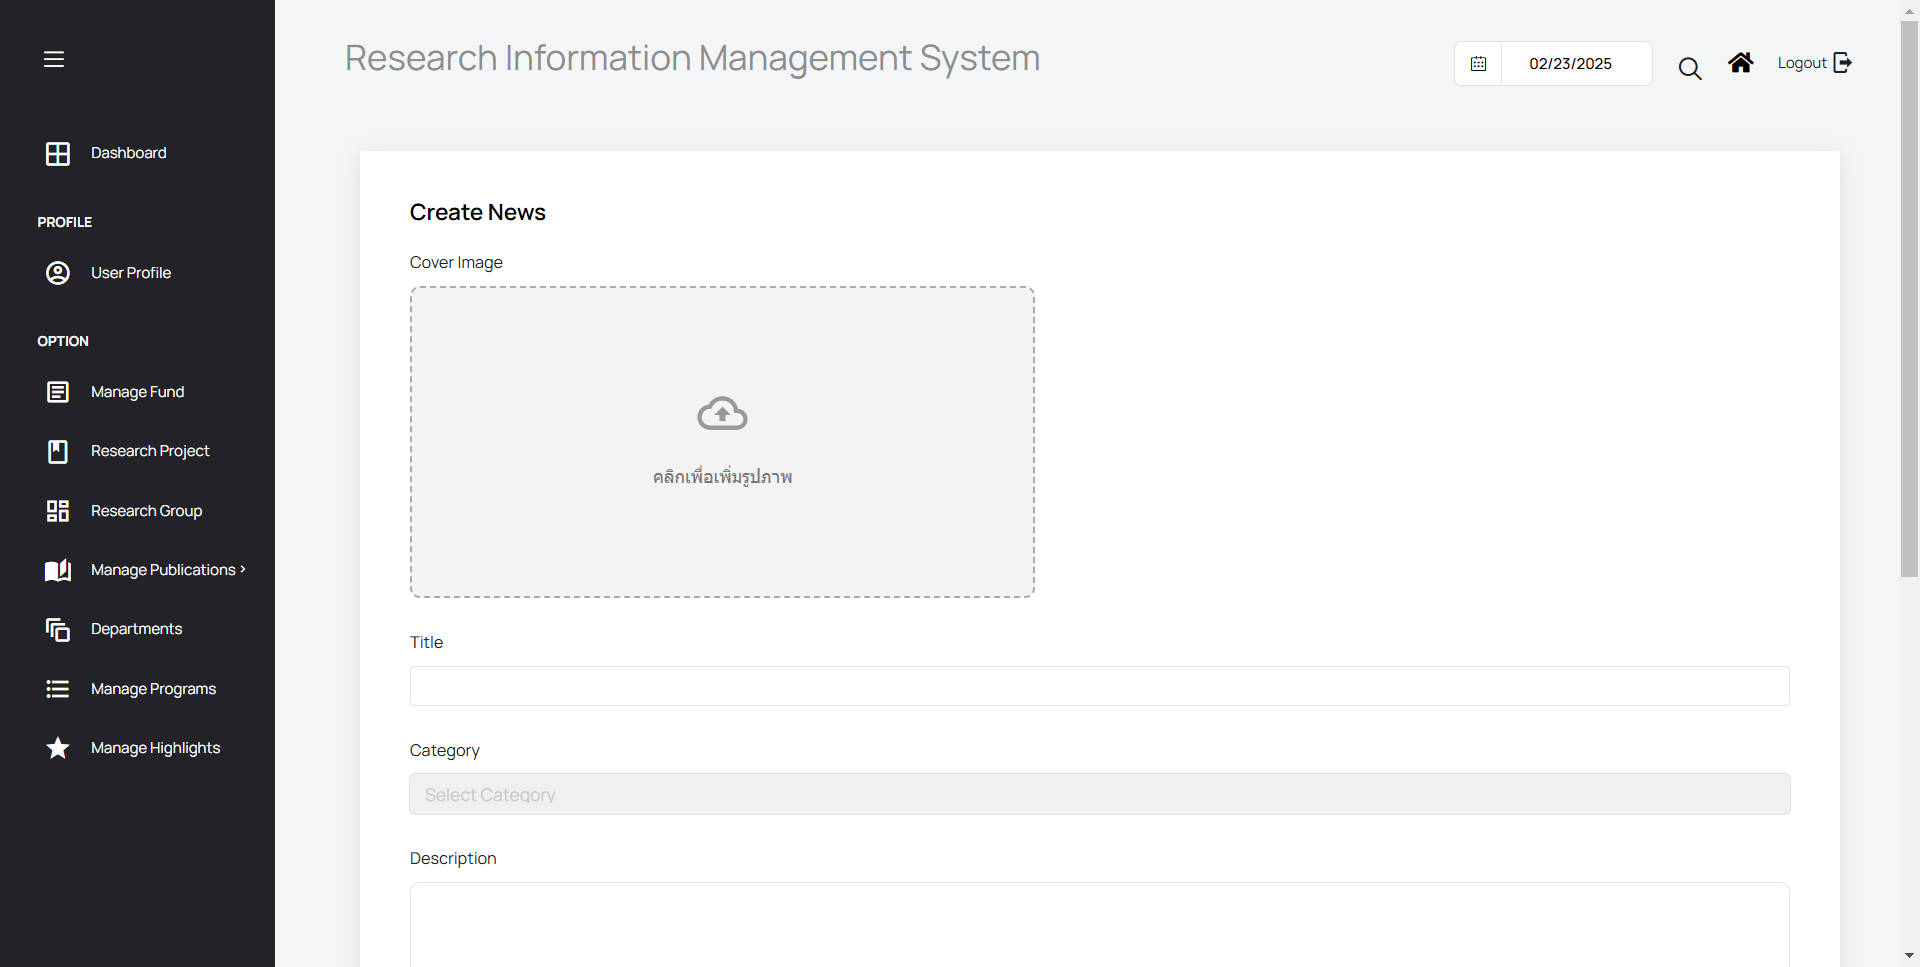 Research Information Management System
02/23/2025
Logout
Dashboard
PROFILE
User Profile
OPTION
Manage Fund
Research Project
Research Group
Manage Publications ›
Departments
Manage Programs
Manage Highlights
Create News
Cover Image
คลิกเพื่อเพิ่มรูปภาพ
Title
Category
Select Category
Description